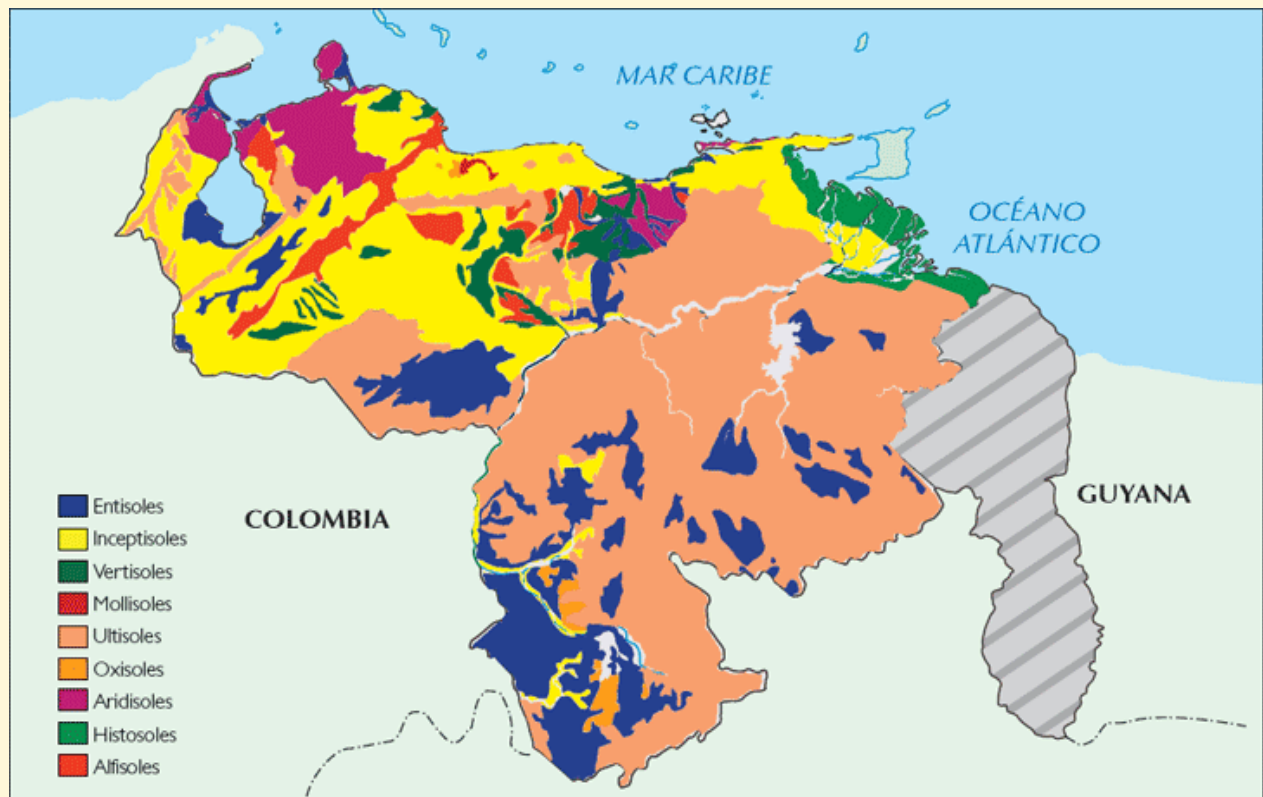 MAR CARIBE
OCÉANO
ATLÁNTICO
COLOMBIA
GUYANA
Entisoles
Inceptisoles
Vertisoles
Mollisoles
Ultisoles
Oxisoles
Aridisoles
Histosoles
Alfisoles